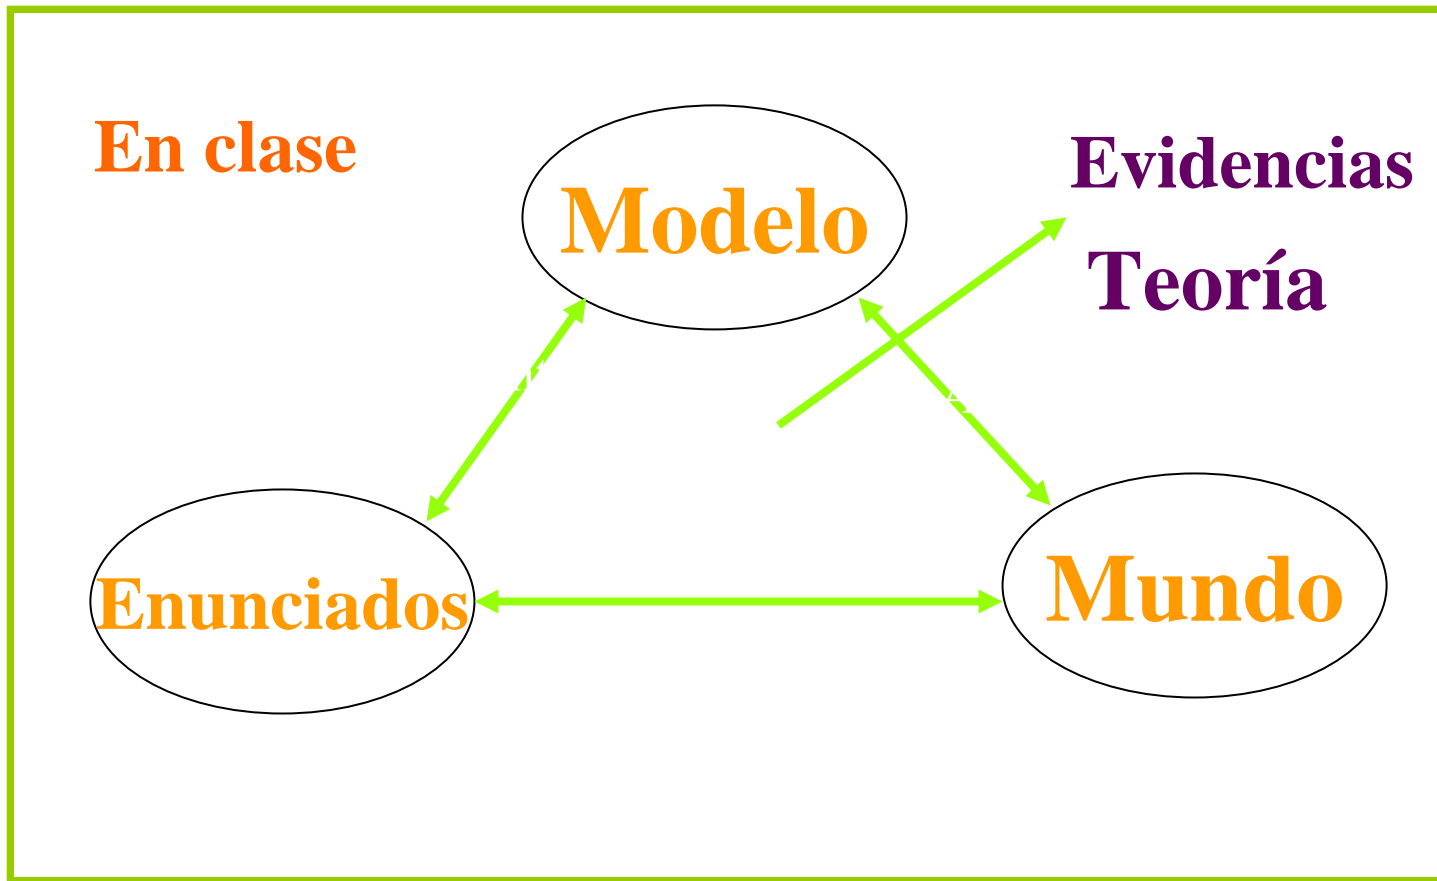 En clase
Modelo
Evidencias
Teoría
Enunciados
Mundo